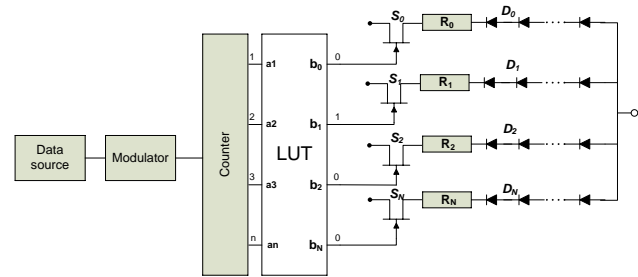 S0 R0 D0
1 a1 b0 0
S1 R1 D1
2 a2 b1 1
Data source Modulator Counter LUT
S2 R2 D2
3 a3 b2 0
SN RN DN
n an bN 0